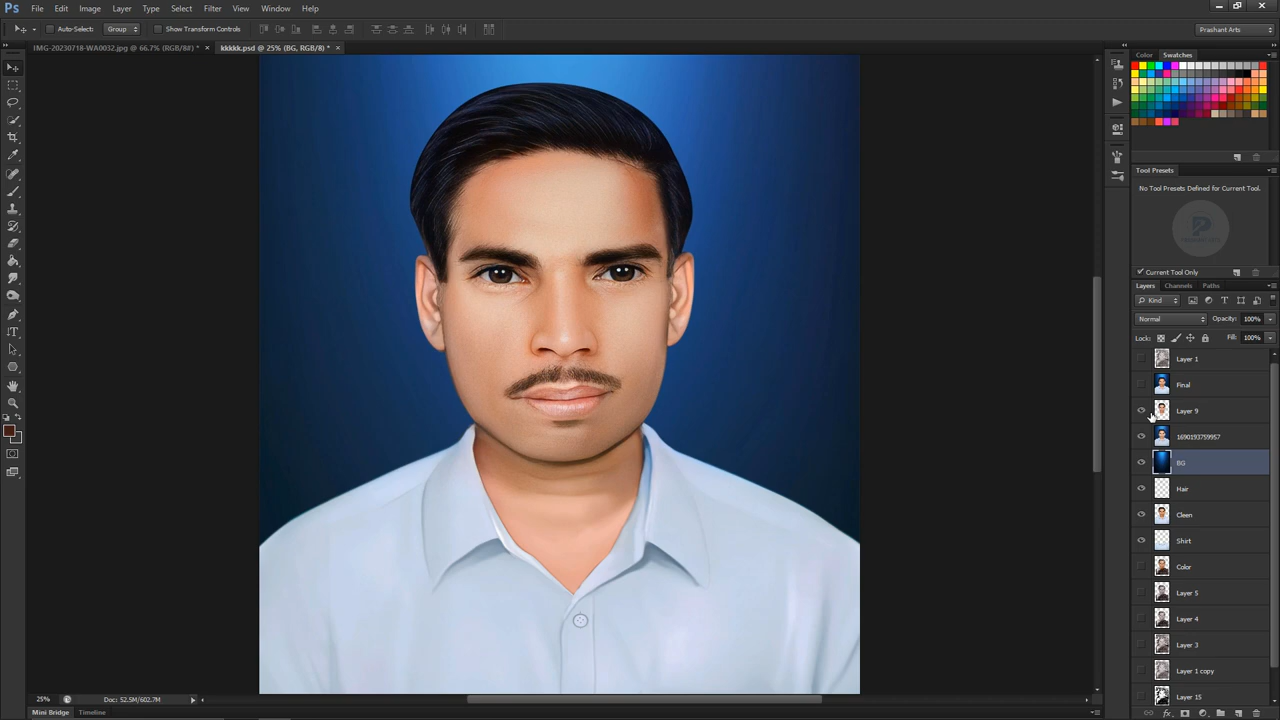 Ps File Edit Image Layer Type Select Filter View Window Help
Auto-Select: Group Show Transform Controls Prashant Arts
IMG-20230718-WA0032.jpg @ 66.7% (RGB/8#) * × kkkkk.psd @ 25% (BG, RGB/8) * ×
Color Swatches
Tool Presets
No Tool Presets Defined for Current Tool.
Current Tool Only
Layers Channels Paths
Kind
Normal Opacity: 100%
Lock: Fill: 100%
Layer 1
Final
Layer 9
1690193759957
BG
Hair
Cleen
Shirt
Color
Layer 5
Layer 4
Layer 3
Layer 1 copy
Layer 15
25% Doc: 52.5M/602.7M
Mini Bridge Timeline